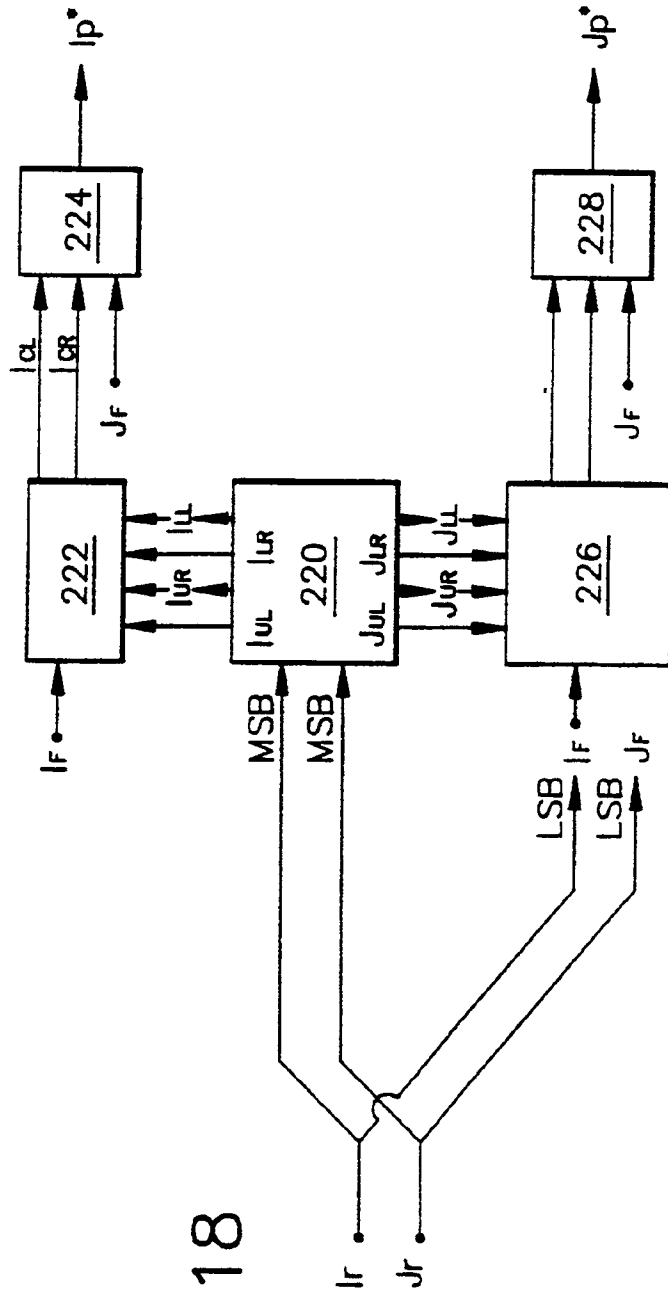 18
Ir
Jr
MSB
MSB
LSB
LSB
IF
JF
IF
222
IUL
IUR
ILR
ILL
220
JUL
JUR
JLR
JLL
226
ICL
ICR
JF
224
Ip*
JF
228
Jp*